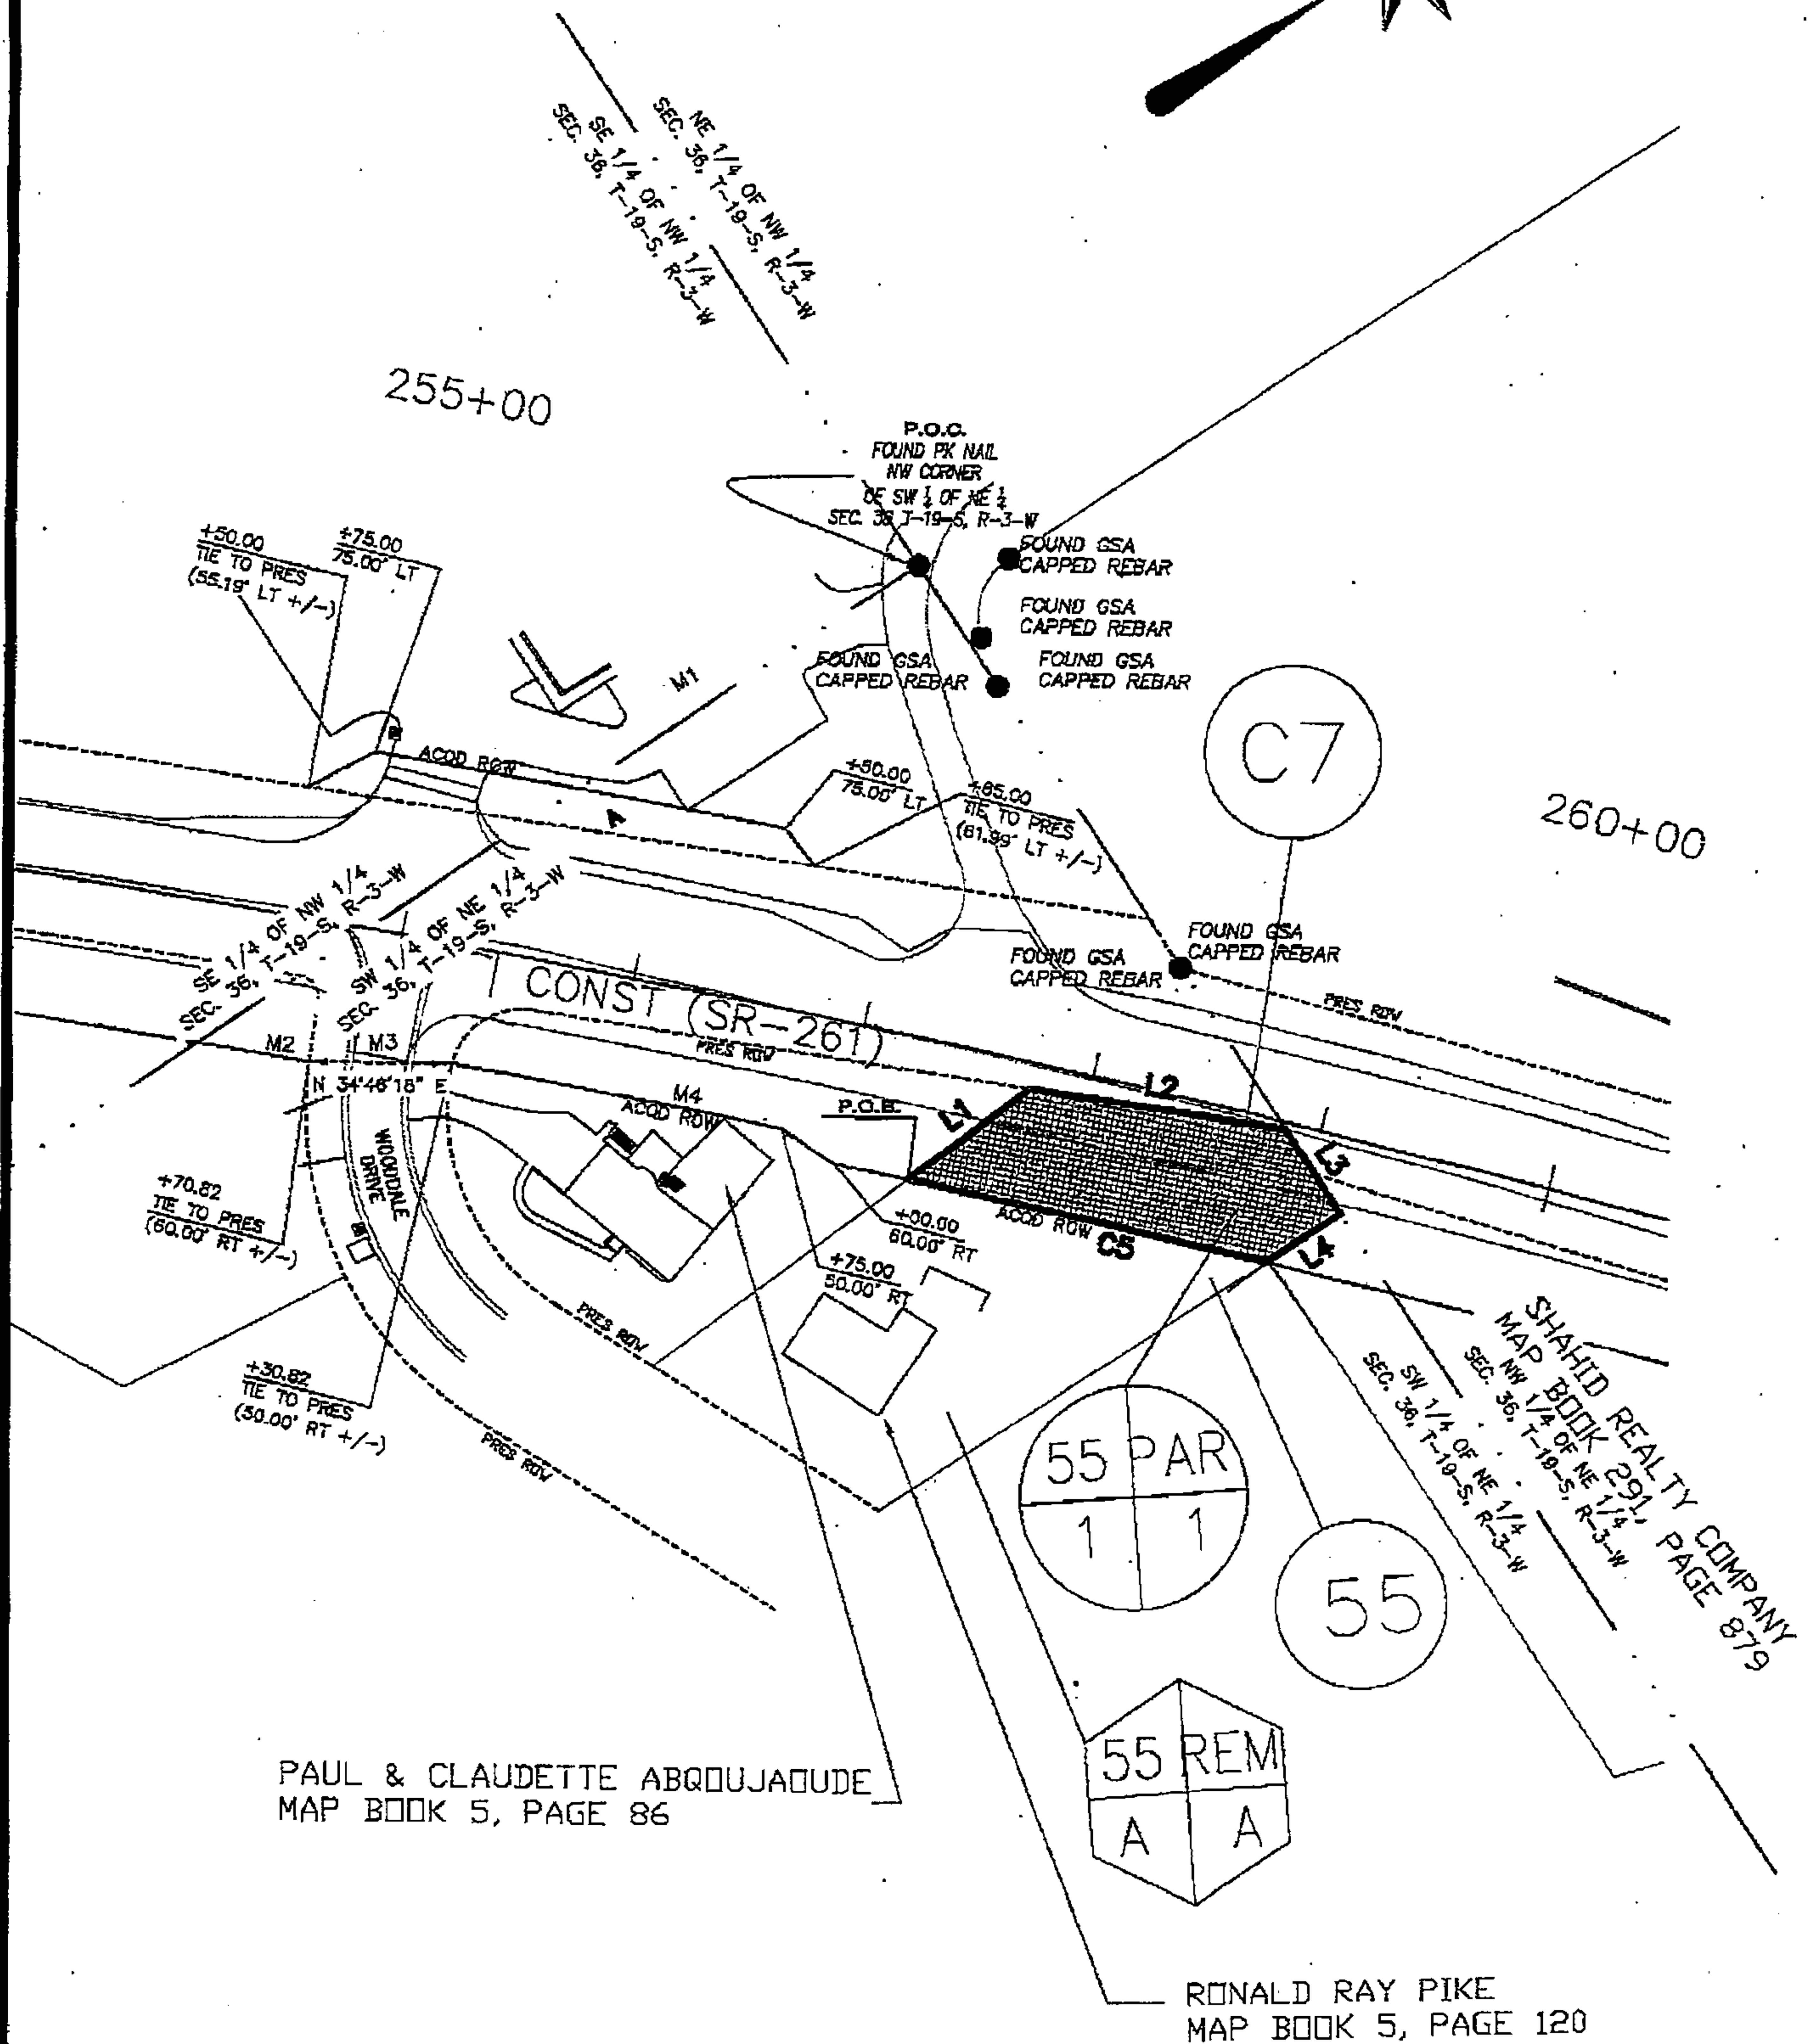 NE 1/4 OF NW 1/4
SEC. 36, T-19-S, R-3-W
SE 1/4 OF NW 1/4
SEC. 36, T-19-S, R-3-W
255+00
P.O.C.
FOUND PK NAIL
NW CORNER
OF SW ¼ OF NE ¼
SEC. 36 T-19-S, R-3-W
+50.00
TIE TO PRES
(55.19' LT +/-)
+75.00
75.00' LT
FOUND GSA
CAPPED REBAR
FOUND GSA
CAPPED REBAR
FOUND GSA
CAPPED REBAR
FOUND GSA
CAPPED REBAR
M1
C7
ACQD ROW
A
+50.00
75.00' LT
+65.00
TIE TO PRES
(61.99' LT +/-)
260+00
SE 1/4 OF NW 1/4
SEC. 36, T-19-S, R-3-W
SW 1/4 OF NE 1/4
SEC. 36, T-19-S, R-3-W
FOUND GSA
CAPPED REBAR
FOUND GSA
CAPPED REBAR
CONST (SR-261)
PRES ROW
PRES ROW
M2
M3
N 34°46'18" E
M4
ACQD ROW
P.O.B.
L1
L2
L3
L4
C5
ACQD ROW
WOODDALE
DRIVE
+70.82
TIE TO PRES
(60.00' RT +/-)
+00.00
60.00' RT
+75.00
50.00' RT
PRES ROW
+30.82
TIE TO PRES
(50.00' RT +/-)
PRES ROW
SHAHID REALTY COMPANY
MAP BOOK 291, PAGE 879
NW 1/4 OF NE 1/4
SEC. 36, T-19-S, R-3-W
SW 1/4 OF NE 1/4
SEC. 36, T-19-S, R-3-W
55 PAR
1 1
55
55 REM
A A
PAUL & CLAUDETTE ABQOUJAOUDE
MAP BOOK 5, PAGE 86
RONALD RAY PIKE
MAP BOOK 5, PAGE 120